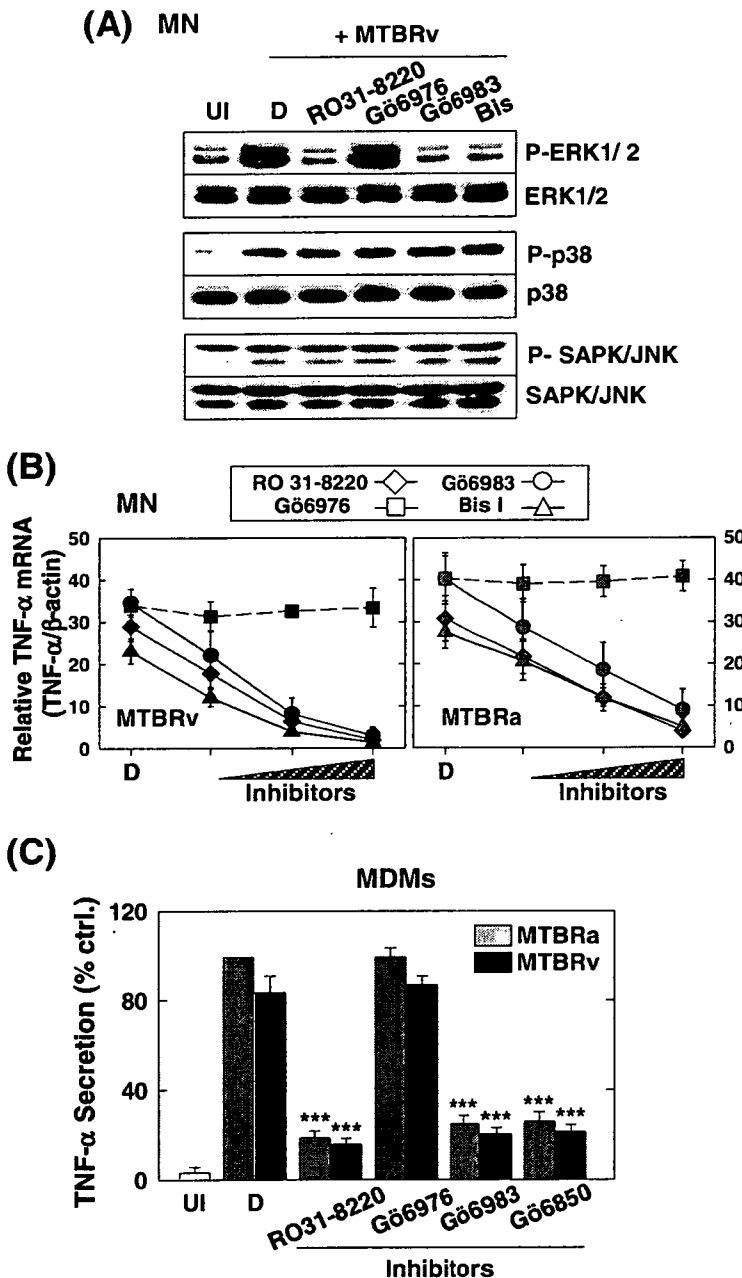 (A) MN
+ MTBRv
UI D RO31-8220 Gö6976 Gö6983 Bis
P-ERK1/ 2
ERK1/2
P-p38
p38
P- SAPK/JNK
SAPK/JNK
(B)
RO 31-8220 Gö6983
Gö6976 Bis I
MN
Relative TNF-α mRNA
(TNF-α/β-actin)
50 50
40 40
30 30
20 20
10 10
0 0
MTBRv MTBRa
D D
Inhibitors Inhibitors
(C)
MDMs
TNF-α Secretion (% ctrl.)
120
80
40
0
MTBRa
MTBRv
*** *** *** *** *** ***
UI D RO31-8220 Gö6976 Gö6983 Gö6850
Inhibitors